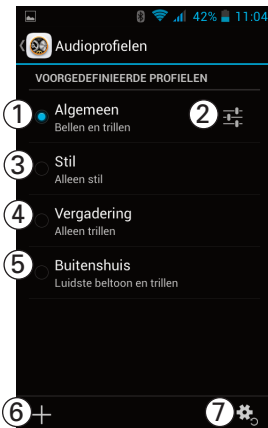 42% 11:04
Audioprofielen
VOORGEDEFINIEERDE PROFIELEN
1 Algemeen 2
Bellen en trillen
3 Stil
Alleen stil
4 Vergadering
Alleen trillen
5 Buitenshuis
Luidste beltoon en trillen
6 7